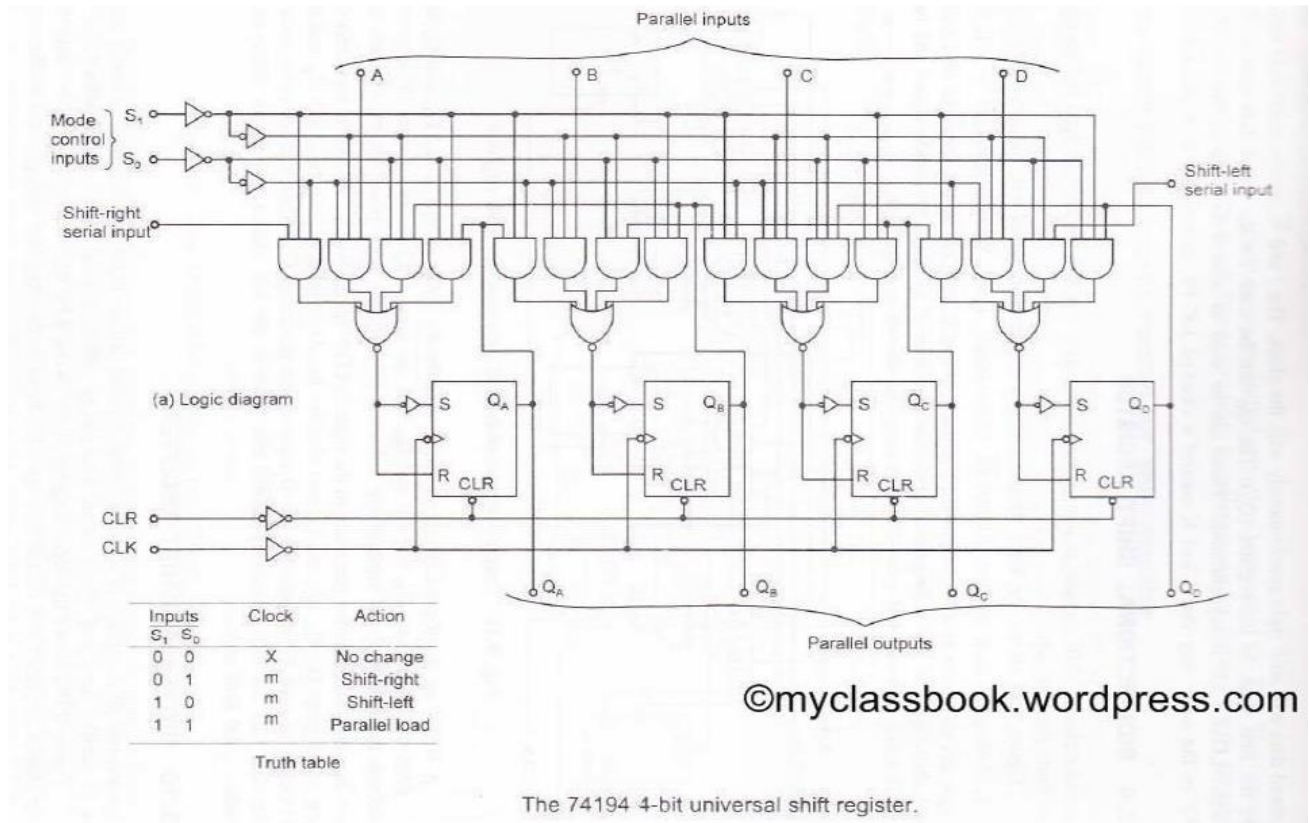 Parallel inputs
A B C D
Mode control inputs
S1
S0
Shift-right serial input
Shift-left serial input
(a) Logic diagram
S QA S QB S QC S QD
R CLR R CLR R CLR R CLR
CLR
CLK
QA QB QC QD
Parallel outputs
Inputs Clock Action
S1 S0
0 0 X No change
0 1 m Shift-right
1 0 m Shift-left
1 1 m Parallel load
Truth table
©myclassbook.wordpress.com
The 74194 4-bit universal shift register.